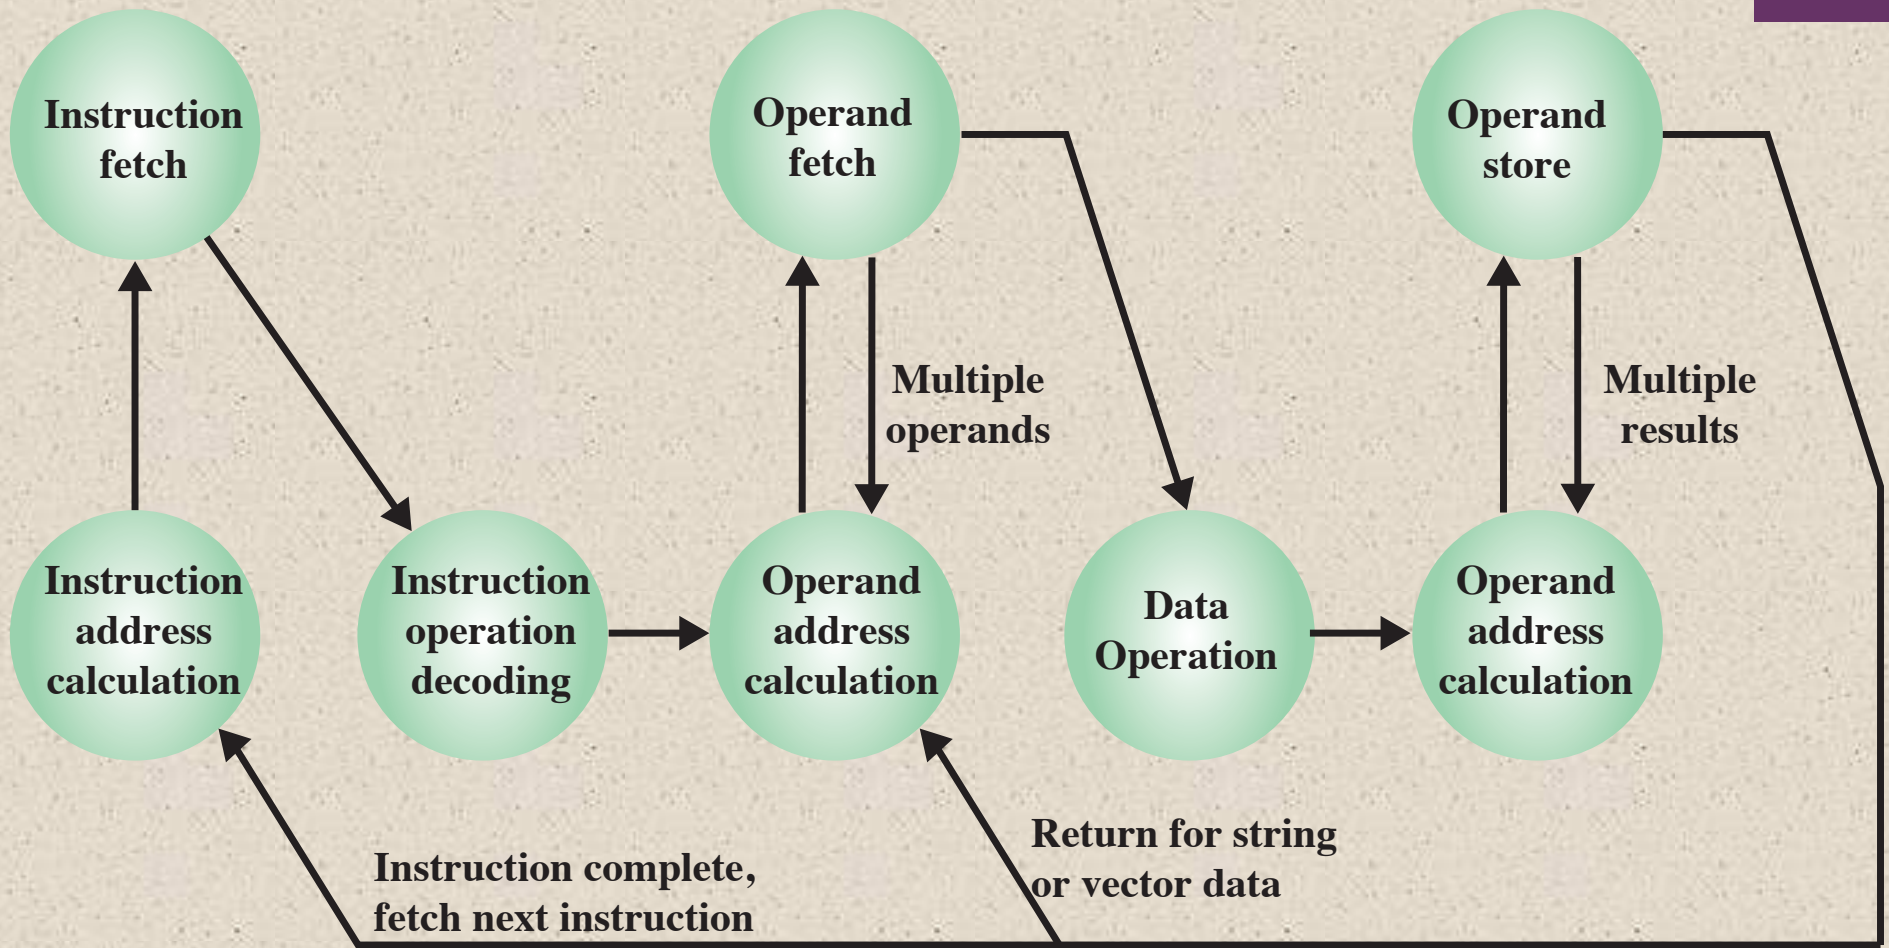 Instruction
fetch
Operand
fetch
Operand
store
Multiple
operands
Multiple
results
Instruction
address
calculation
Instruction
operation
decoding
Operand
address
calculation
Data
Operation
Operand
address
calculation
Instruction complete,
fetch next instruction
Return for string
or vector data